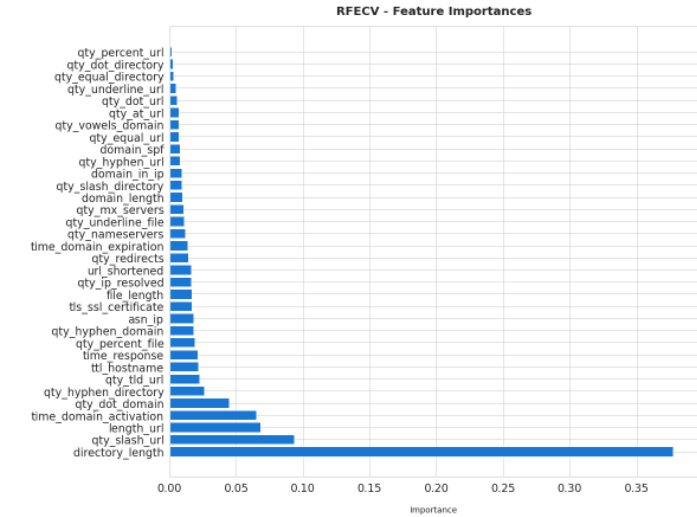 RFECV - Feature Importances
qty_percent_url
qty_dot_directory
qty_equal_directory
qty_underline_url
qty_dot_url
qty_at_url
qty_vowels_domain
qty_equal_url
domain_spf
qty_hyphen_url
domain_in_ip
qty_slash_directory
domain_length
qty_mx_servers
qty_underline_file
qty_nameservers
time_domain_expiration
qty_redirects
url_shortened
qty_ip_resolved
file_length
tls_ssl_certificate
asn_ip
qty_hyphen_domain
qty_percent_file
time_response
ttl_hostname
qty_tld_url
qty_hyphen_directory
qty_dot_domain
time_domain_activation
length_url
qty_slash_url
directory_length
0.00 0.05 0.10 0.15 0.20 0.25 0.30 0.35
Importance